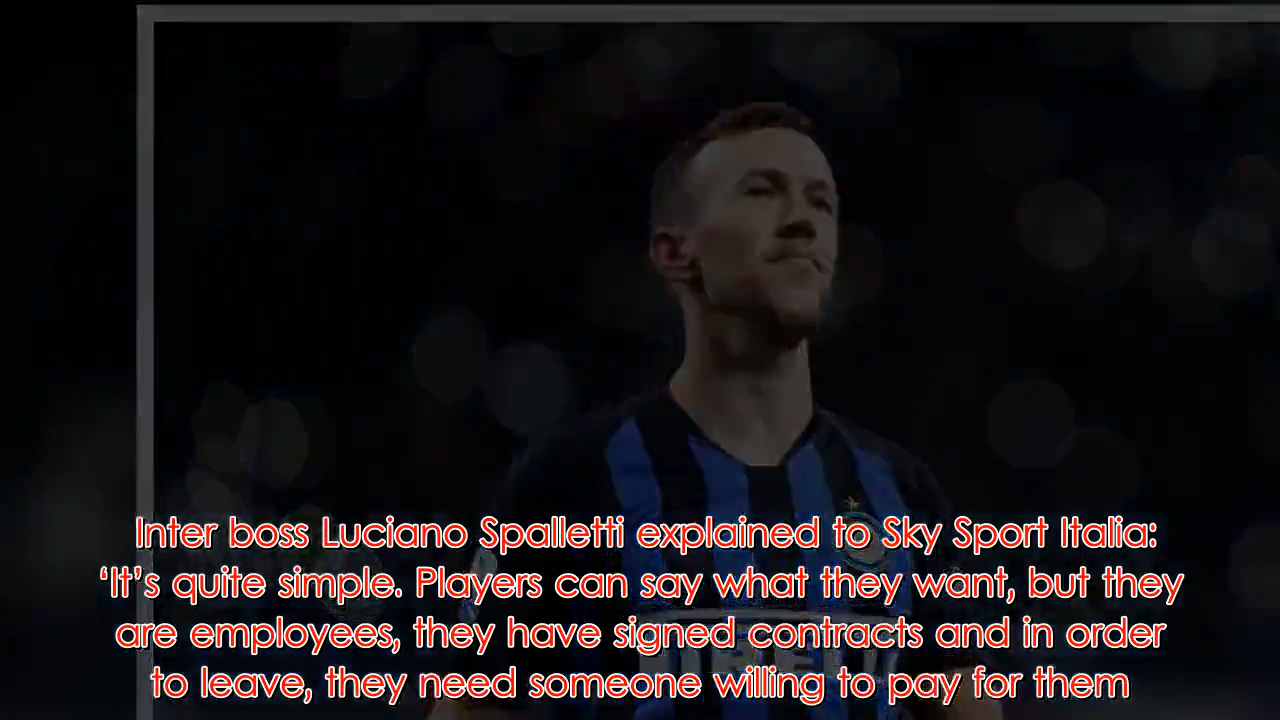 Inter boss Luciano Spalletti explained to Sky Sport Italia:
‘It’s quite simple. Players can say what they want, but they
are employees, they have signed contracts and in order
to leave, they need someone willing to pay for them